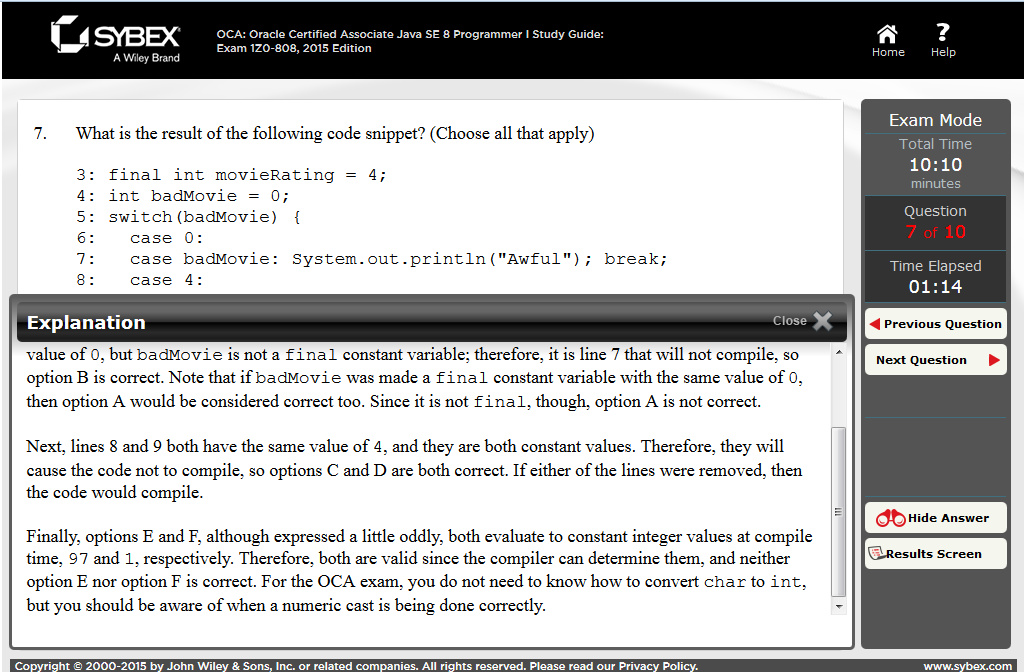 SYBEX
A Wiley Brand
OCA: Oracle Certified Associate Java SE 8 Programmer I Study Guide:
Exam 1Z0-808, 2015 Edition
Home
?
Help
7. What is the result of the following code snippet? (Choose all that apply)
3: final int movieRating = 4;
4: int badMovie = 0;
5: switch(badMovie) {
6: case 0:
7: case badMovie: System.out.println("Awful"); break;
8: case 4:
Explanation
Close
value of 0, but badMovie is not a final constant variable; therefore, it is line 7 that will not compile, so
option B is correct. Note that if badMovie was made a final constant variable with the same value of 0,
then option A would be considered correct too. Since it is not final, though, option A is not correct.
Next, lines 8 and 9 both have the same value of 4, and they are both constant values. Therefore, they will
cause the code not to compile, so options C and D are both correct. If either of the lines were removed, then
the code would compile.
Finally, options E and F, although expressed a little oddly, both evaluate to constant integer values at compile
time, 97 and 1, respectively. Therefore, both are valid since the compiler can determine them, and neither
option E nor option F is correct. For the OCA exam, you do not need to know how to convert char to int,
but you should be aware of when a numeric cast is being done correctly.
Exam Mode
Total Time
10:10
minutes
Question
7 of 10
Time Elapsed
01:14
Previous Question
Next Question
Hide Answer
Results Screen
Copyright © 2000-2015 by John Wiley & Sons, Inc. or related companies. All rights reserved. Please read our Privacy Policy.
www.sybex.com